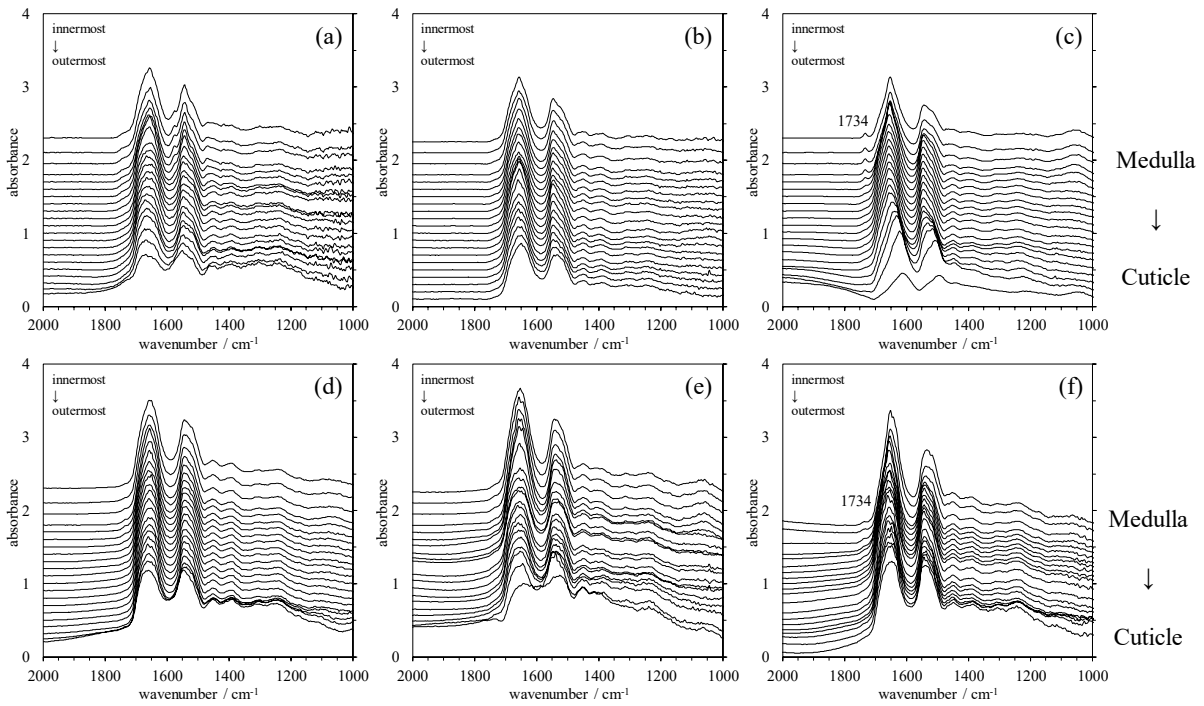 4
3
2
1
0
absorbance
innermost
↓
outermost
(a)
2000 1800 1600 1400 1200 1000
wavenumber / cm-1
4
3
2
1
0
absorbance
innermost
↓
outermost
(b)
2000 1800 1600 1400 1200 1000
wavenumber / cm-1
4
3
2
1
0
absorbance
innermost
↓
outermost
(c)
1734
2000 1800 1600 1400 1200 1000
wavenumber / cm-1
Medulla
↓
Cuticle
4
3
2
1
0
absorbance
innermost
↓
outermost
(d)
2000 1800 1600 1400 1200 1000
wavenumber / cm-1
4
3
2
1
0
absorbance
innermost
↓
outermost
(e)
2000 1800 1600 1400 1200 1000
wavenumber / cm-1
4
3
2
1
0
absorbance
innermost
↓
outermost
(f)
1734
2000 1800 1600 1400 1200 1000
wavenumber / cm-1
Medulla
↓
Cuticle